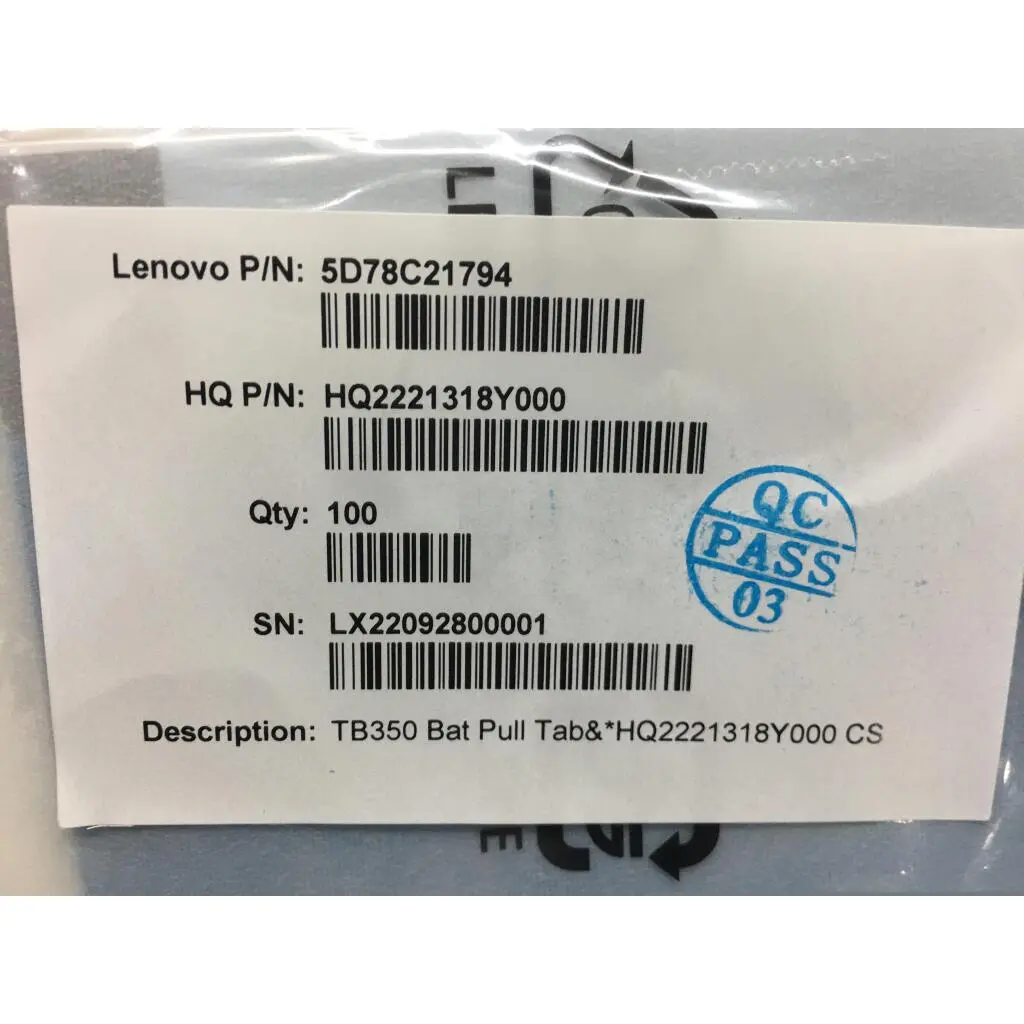 Lenovo P/N: 5D78C21794
HQ P/N: HQ2221318Y000
Qty: 100
SN: LX22092800001
Description: TB350 Bat Pull Tab&*HQ2221318Y000 CS
QC
PASS
03